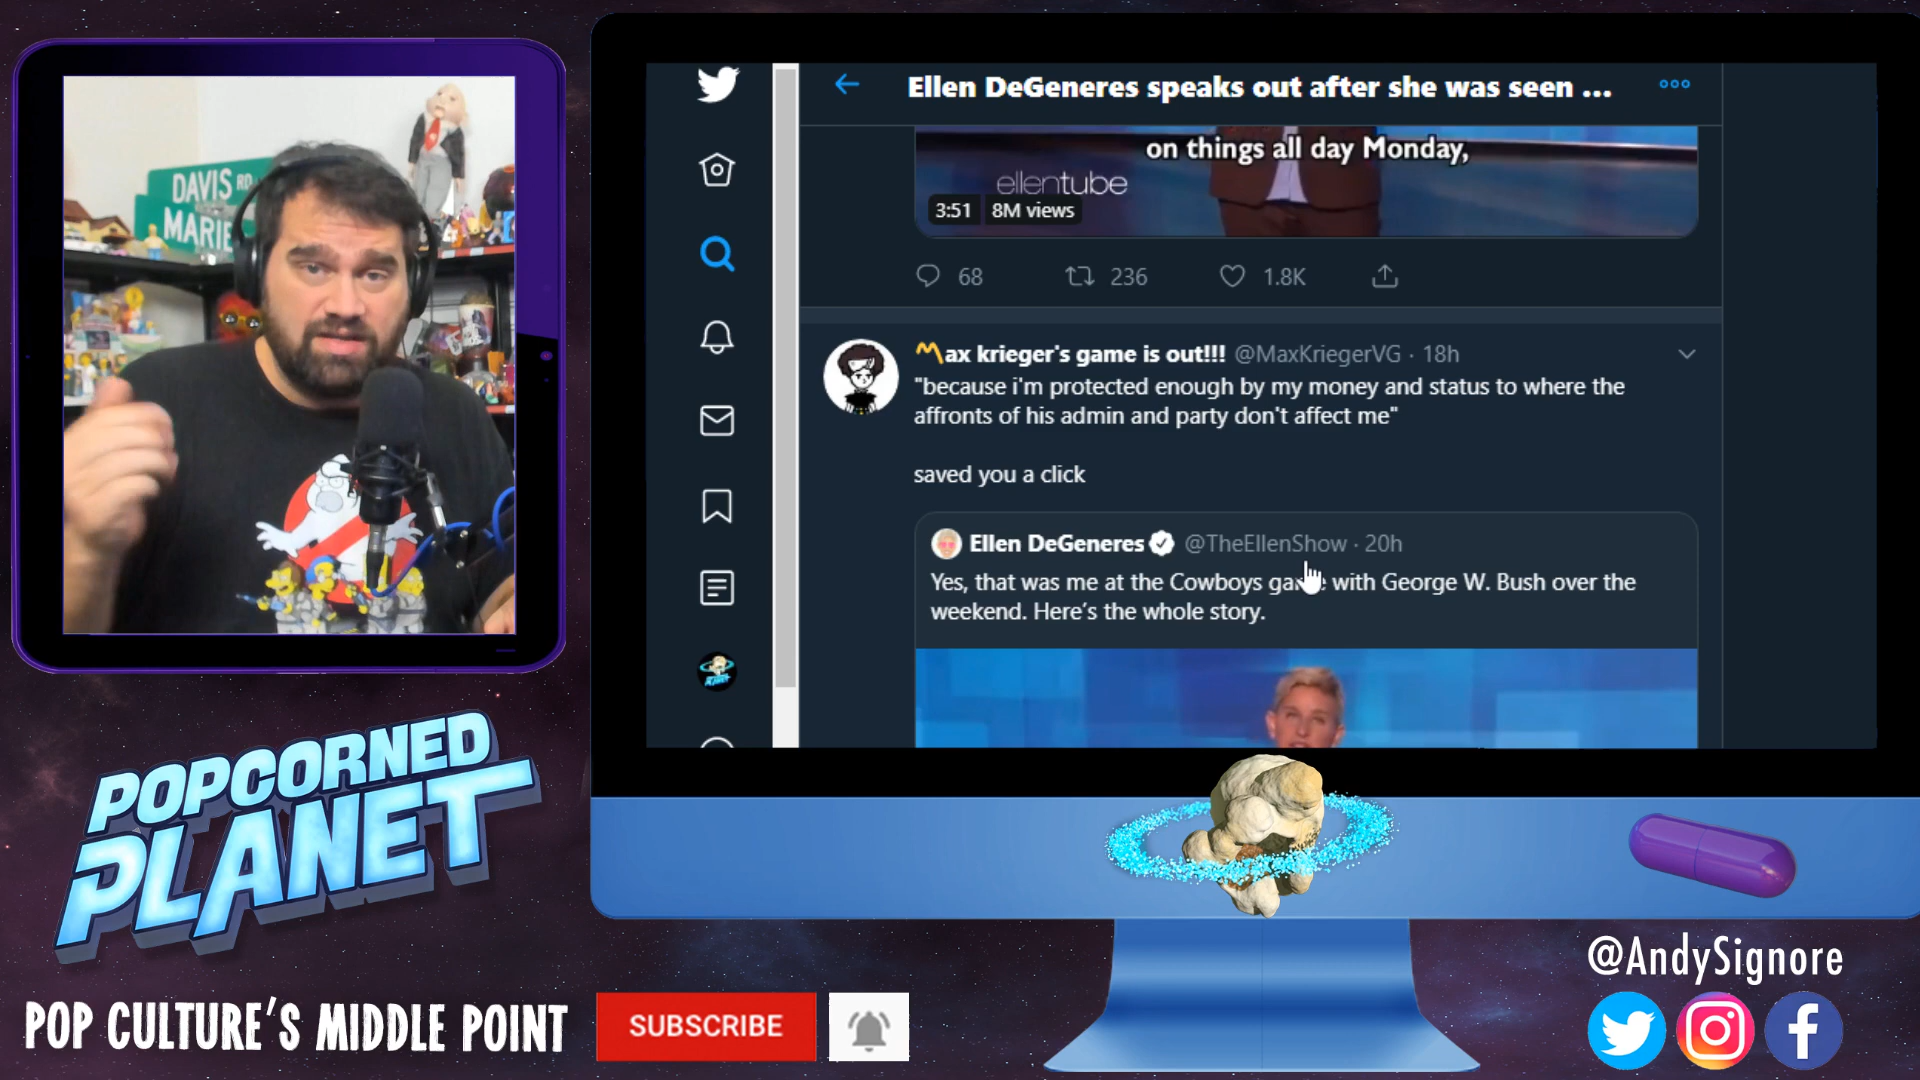 DAVIS RD
MARIE
POPCORNED
PLANET
POP CULTURE'S MIDDLE POINT
Ellen DeGeneres speaks out after she was seen ...
on things all day Monday,
ellentube
3:51 8M views
68 236 1.8K
max krieger's game is out!!! @MaxKriegerVG · 18h
"because i'm protected enough by my money and status to where the
affronts of his admin and party don't affect me"
saved you a click
Ellen DeGeneres @TheEllenShow · 20h
Yes, that was me at the Cowboys game with George W. Bush over the
weekend. Here's the whole story.
SUBSCRIBE
@AndySignore